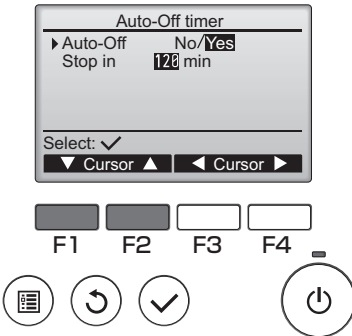 Auto-Off timer
▶Auto-Off No/Yes
Stop in 120 min
Select: ✓
▼ Cursor ▲ ◀ Cursor ▶
F1 F2 F3 F4